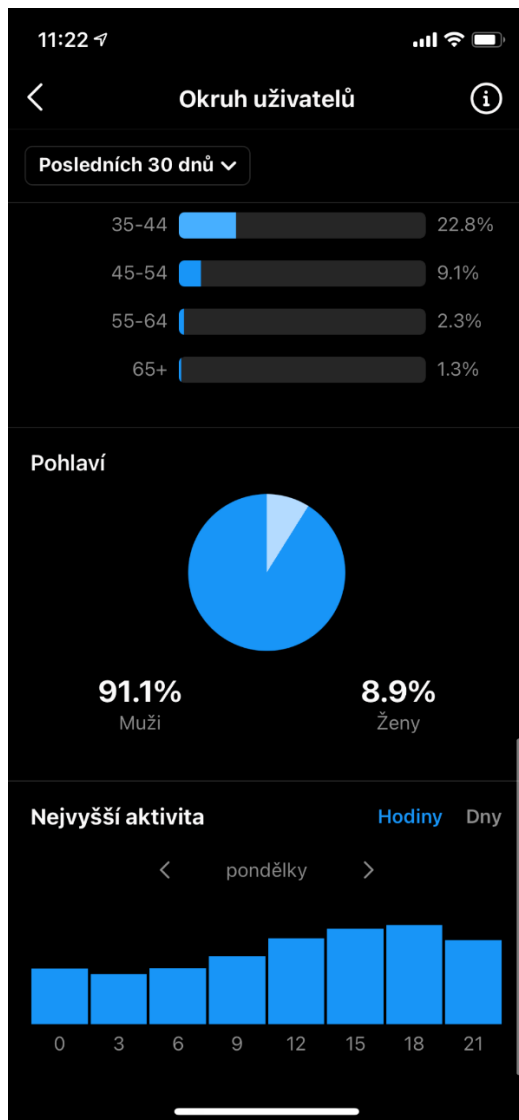 11:22
Okruh uživatelů
Posledních 30 dnů
35-44 22.8%
45-54 9.1%
55-64 2.3%
65+ 1.3%
Pohlaví
91.1% 8.9%
Muži Ženy
Nejvyšší aktivita Hodiny Dny
pondělky
0 3 6 9 12 15 18 21